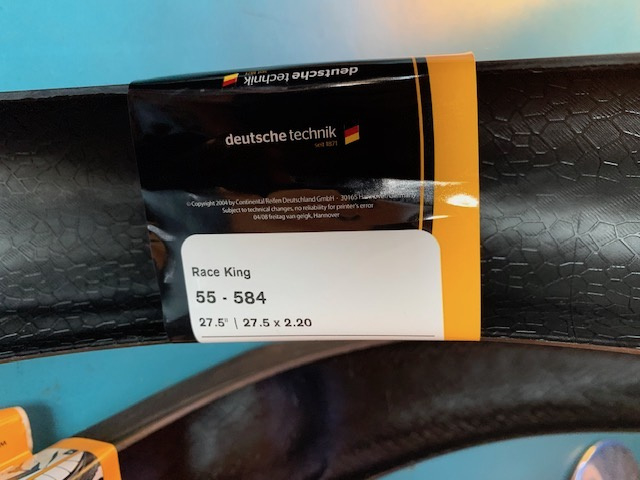 deutsche technik
deutsche technik
seit 1871
©Copyright 2004 by Continental Reifen Deutschland GmbH - 30165 Hannover, Germany
Subject to technical changes, no reliability for printer's error
04/08 freitag van geigk, Hannover
Race King
55 - 584
27.5" | 27.5 x 2.20